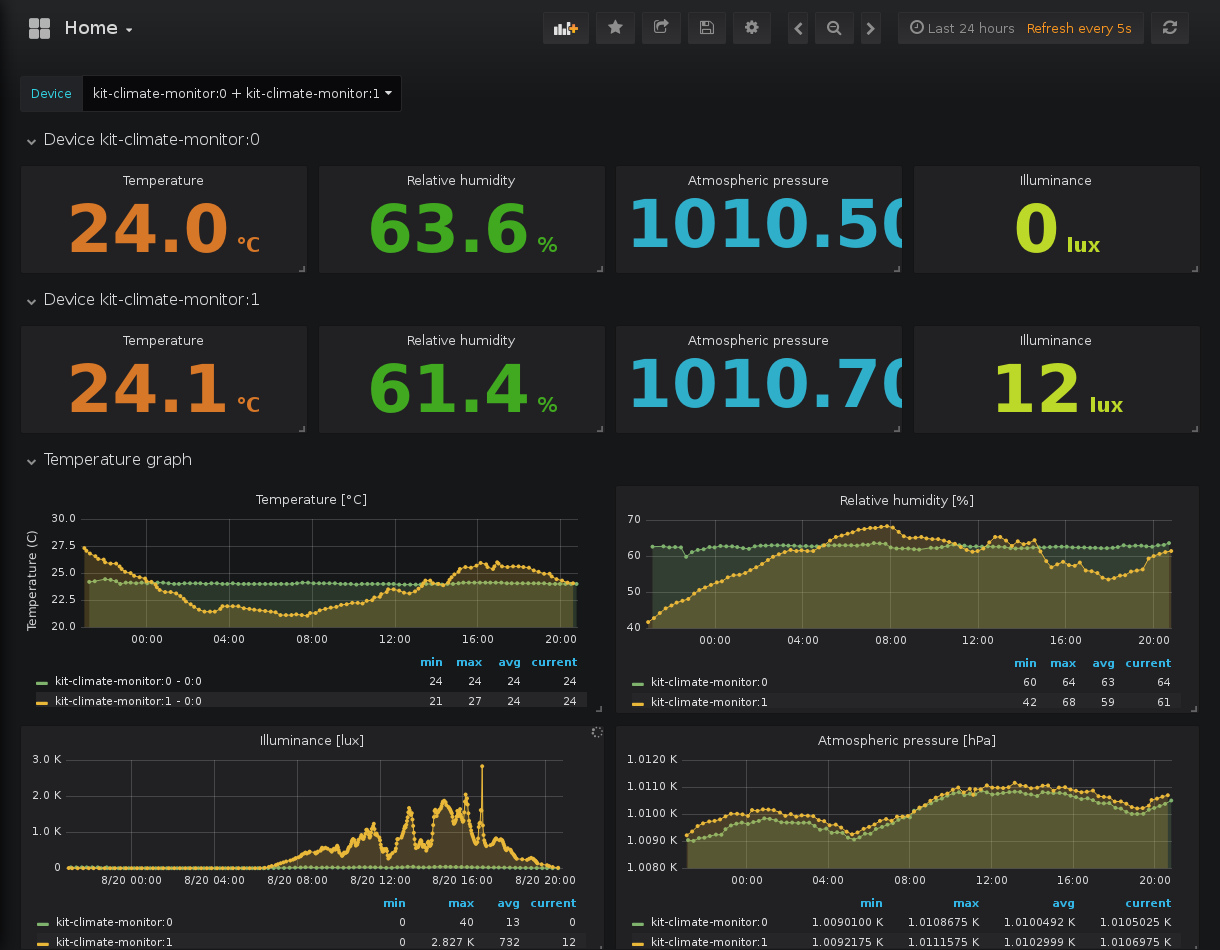 Home
Last 24 hours Refresh every 5s
Device kit-climate-monitor:0 + kit-climate-monitor:1
Device kit-climate-monitor:0
Temperature Relative humidity Atmospheric pressure Illuminance
24.0 °C 63.6 % 1010.50 0 lux
Device kit-climate-monitor:1
Temperature Relative humidity Atmospheric pressure Illuminance
24.1 °C 61.4 % 1010.70 12 lux
Temperature graph
Temperature [°C]
Temperature (C)
30.0
27.5
25.0
22.5
20.0
00:00 04:00 08:00 12:00 16:00 20:00
min max avg current
kit-climate-monitor:0 - 0:0 24 24 24 24
kit-climate-monitor:1 - 0:0 21 27 24 24
Relative humidity [%]
70
60
50
40
00:00 04:00 08:00 12:00 16:00 20:00
min max avg current
kit-climate-monitor:0 60 64 63 64
kit-climate-monitor:1 42 68 59 61
Illuminance [lux]
3.0 K
2.0 K
1.0 K
0
8/20 00:00 8/20 04:00 8/20 08:00 8/20 12:00 8/20 16:00 8/20 20:00
min max avg current
kit-climate-monitor:0 0 40 13 0
kit-climate-monitor:1 0 2.827 K 732 12
Atmospheric pressure [hPa]
1.0120 K
1.0110 K
1.0100 K
1.0090 K
1.0080 K
00:00 04:00 08:00 12:00 16:00 20:00
min max avg current
kit-climate-monitor:0 1.0090100 K 1.0108675 K 1.0100492 K 1.0105025 K
kit-climate-monitor:1 1.0092175 K 1.0111575 K 1.0102999 K 1.0106975 K